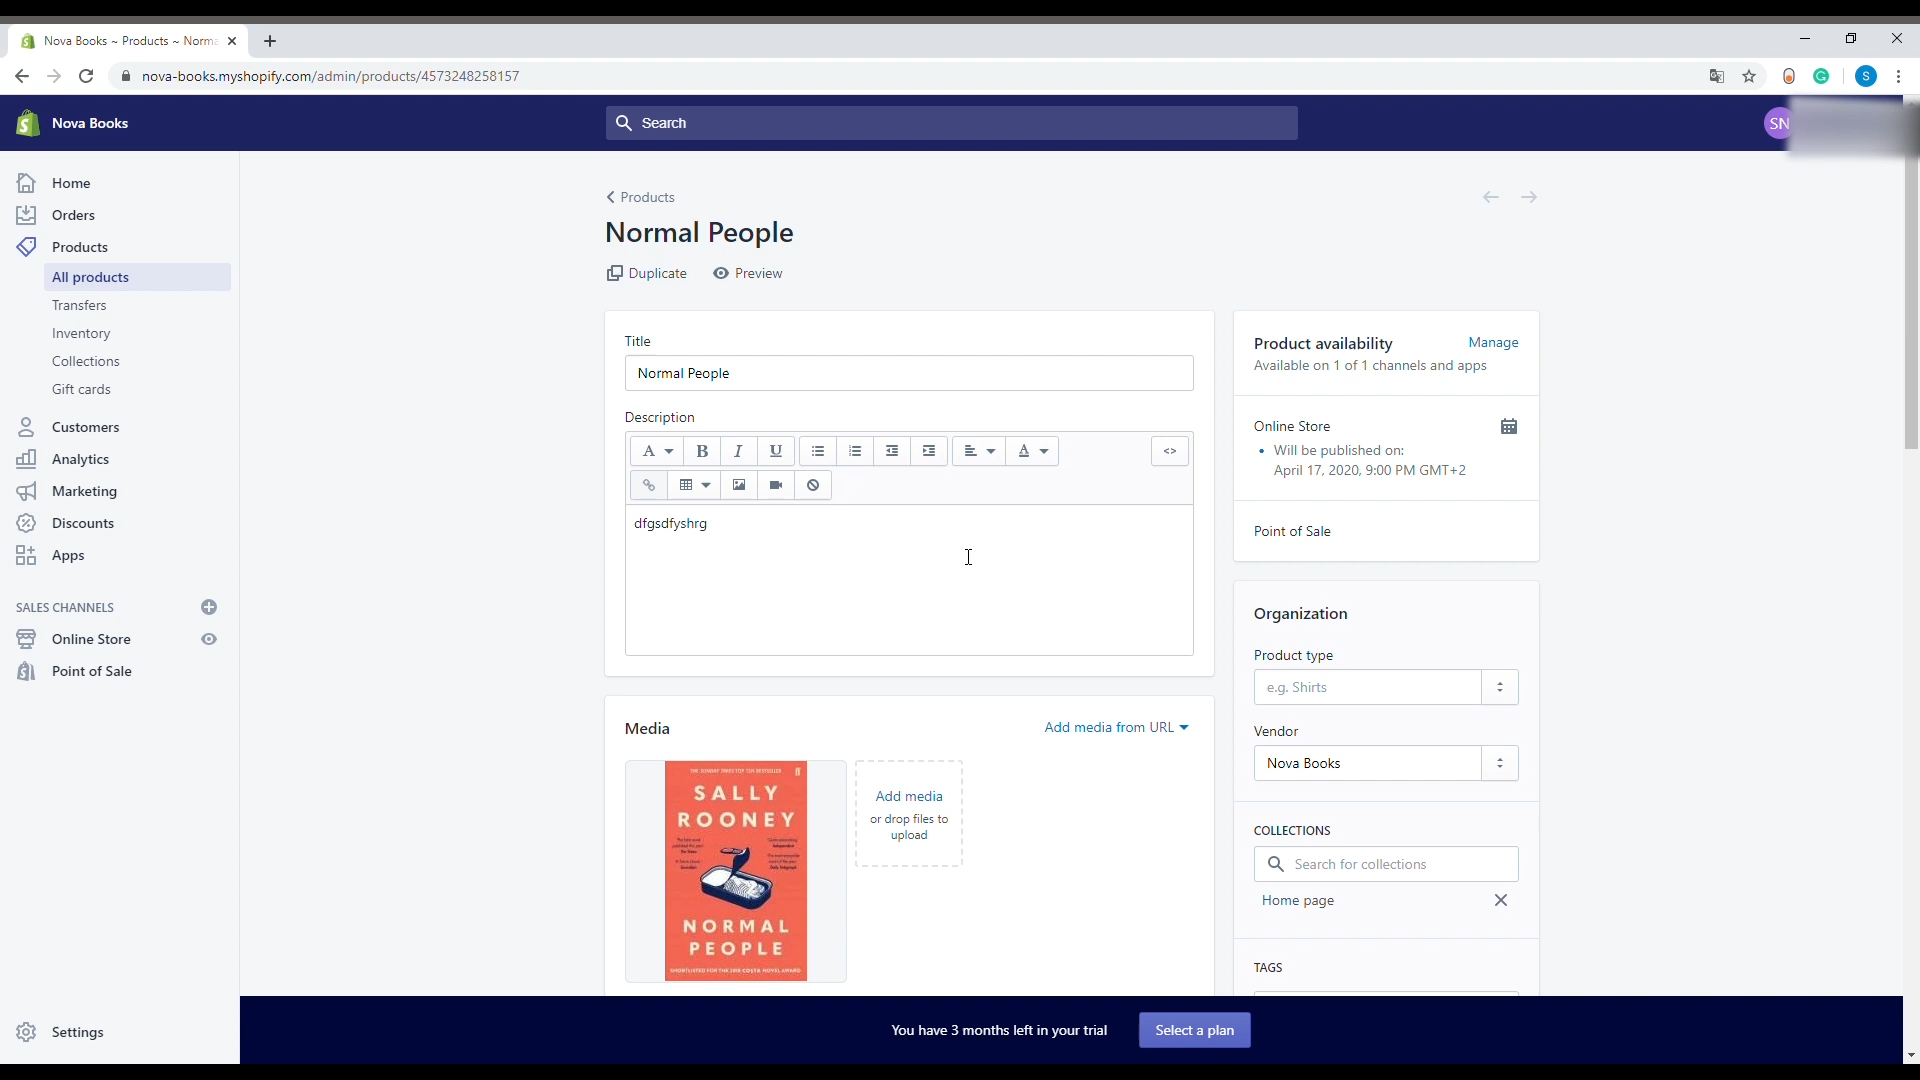 Nova Books ~ Products ~ Norma
nova-books.myshopify.com/admin/products/4573248258157
S
Nova Books
Search
SN
Home
Orders
Products
All products
Transfers
Inventory
Collections
Gift cards
Customers
Analytics
Marketing
Discounts
Apps
SALES CHANNELS
Online Store
Point of Sale
Settings
Products
Normal People
Duplicate
Preview
Title
Normal People
Description
A
B
I
U
A
<>
dfgsdfyshrg
Media
Add media from URL
SALLY
ROONEY
NORMAL
PEOPLE
Add media
or drop files to
upload
Product availability
Manage
Available on 1 of 1 channels and apps
Online Store
Will be published on:
April 17, 2020, 9:00 PM GMT+2
Point of Sale
Organization
Product type
e.g. Shirts
Vendor
Nova Books
COLLECTIONS
Search for collections
Home page
TAGS
You have 3 months left in your trial
Select a plan